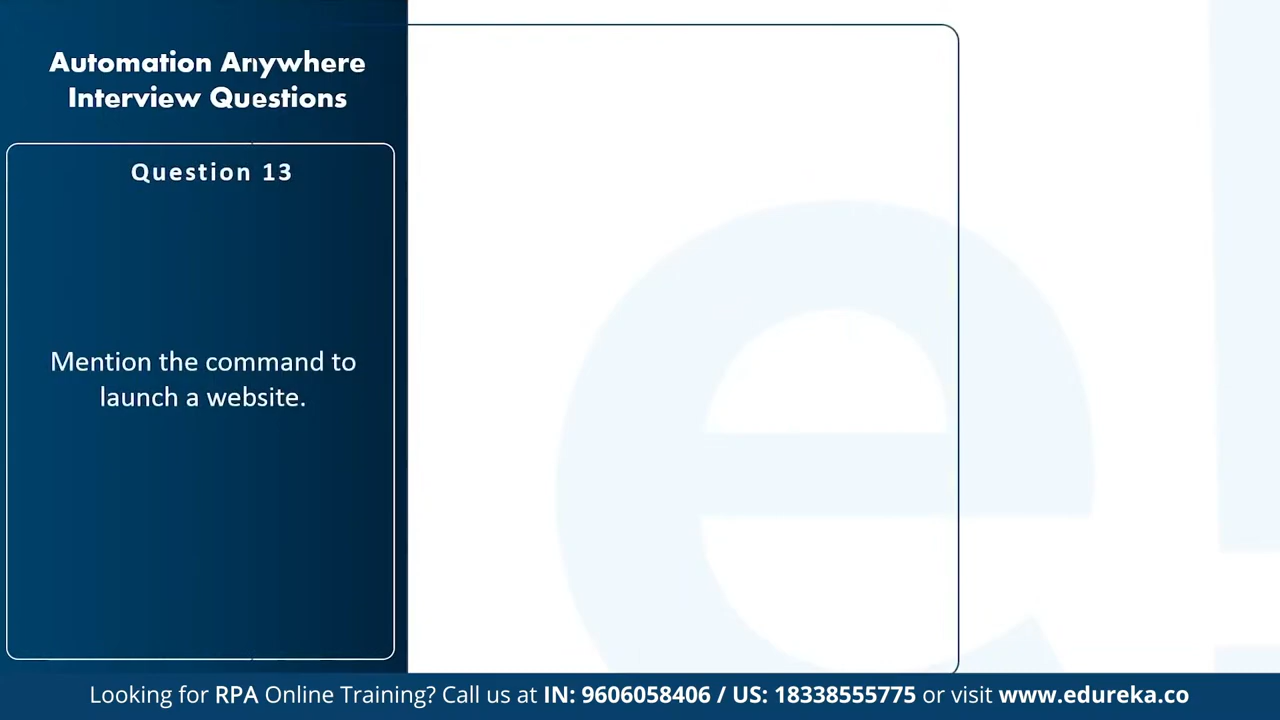 Automation Anywhere
Interview Questions
Question 13
Mention the command to
launch a website.
Looking for RPA Online Training? Call us at IN: 9606058406 / US: 18338555775 or visit www.edureka.co